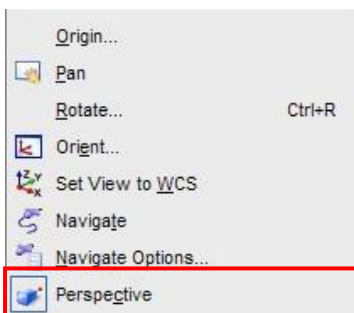 Origin...
Pan
Rotate... Ctrl+R
Orient...
Set View to WCS
Navigate
Navigate Options...
Perspective